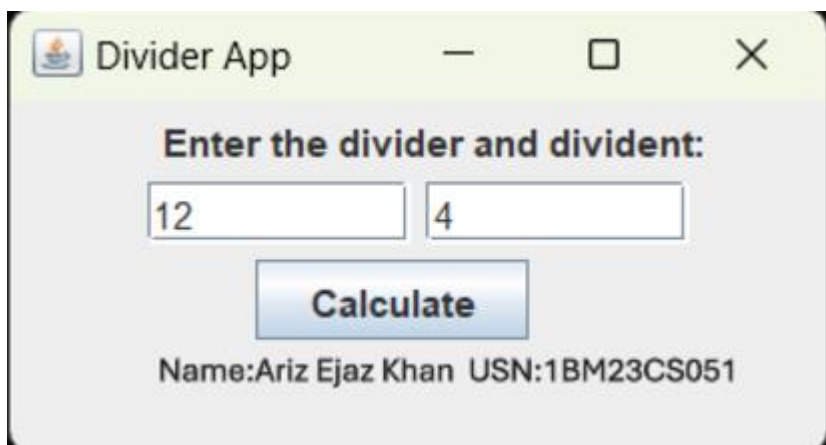 Divider App
Enter the divider and divident:
12 4
Calculate
Name:Ariz Ejaz Khan USN:1BM23CS051